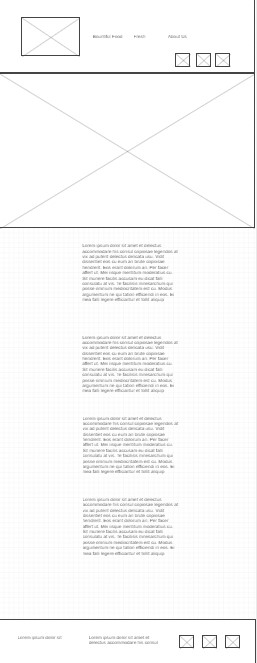 Beautiful Food
Fresh
About Us
Lorem ipsum dolor sit amet et delectus
accommodare his consul copiosae legendos at
vix ad putent delectus delicata usu. Vidit
dissentiet eos cu eum an brute copiosae
hendrerit. Eos erant dolorum an. Per facer
affert ut. Mei iisque mentitum moderatius cu.
Sit munere facilis accusam eu dicat falli
consulatu at vis. Te facilisis mnesarchum qui
posse omnium mediocritatem est cu. Modus
argumentum ne qui tation efficiendi in eos. Ei
mea falli legere efficiantur et tollit aliquip
Lorem ipsum dolor sit amet et delectus
accommodare his consul copiosae legendos at
vix ad putent delectus delicata usu. Vidit
dissentiet eos cu eum an brute copiosae
hendrerit. Eos erant dolorum an. Per facer
affert ut. Mei iisque mentitum moderatius cu.
Sit munere facilis accusam eu dicat falli
consulatu at vis. Te facilisis mnesarchum qui
posse omnium mediocritatem est cu. Modus
argumentum ne qui tation efficiendi in eos. Ei
mea falli legere efficiantur et tollit aliquip
Lorem ipsum dolor sit amet et delectus
accommodare his consul copiosae legendos at
vix ad putent delectus delicata usu. Vidit
dissentiet eos cu eum an brute copiosae
hendrerit. Eos erant dolorum an. Per facer
affert ut. Mei iisque mentitum moderatius cu.
Sit munere facilis accusam eu dicat falli
consulatu at vis. Te facilisis mnesarchum qui
posse omnium mediocritatem est cu. Modus
argumentum ne qui tation efficiendi in eos. Ei
mea falli legere efficiantur et tollit aliquip
Lorem ipsum dolor sit amet et delectus
accommodare his consul copiosae legendos at
vix ad putent delectus delicata usu. Vidit
dissentiet eos cu eum an brute copiosae
hendrerit. Eos erant dolorum an. Per facer
affert ut. Mei iisque mentitum moderatius cu.
Sit munere facilis accusam eu dicat falli
consulatu at vis. Te facilisis mnesarchum qui
posse omnium mediocritatem est cu. Modus
argumentum ne qui tation efficiendi in eos. Ei
mea falli legere efficiantur et tollit aliquip
Lorem ipsum dolor sit
Lorem ipsum dolor sit amet et
delectus accommodare his consul